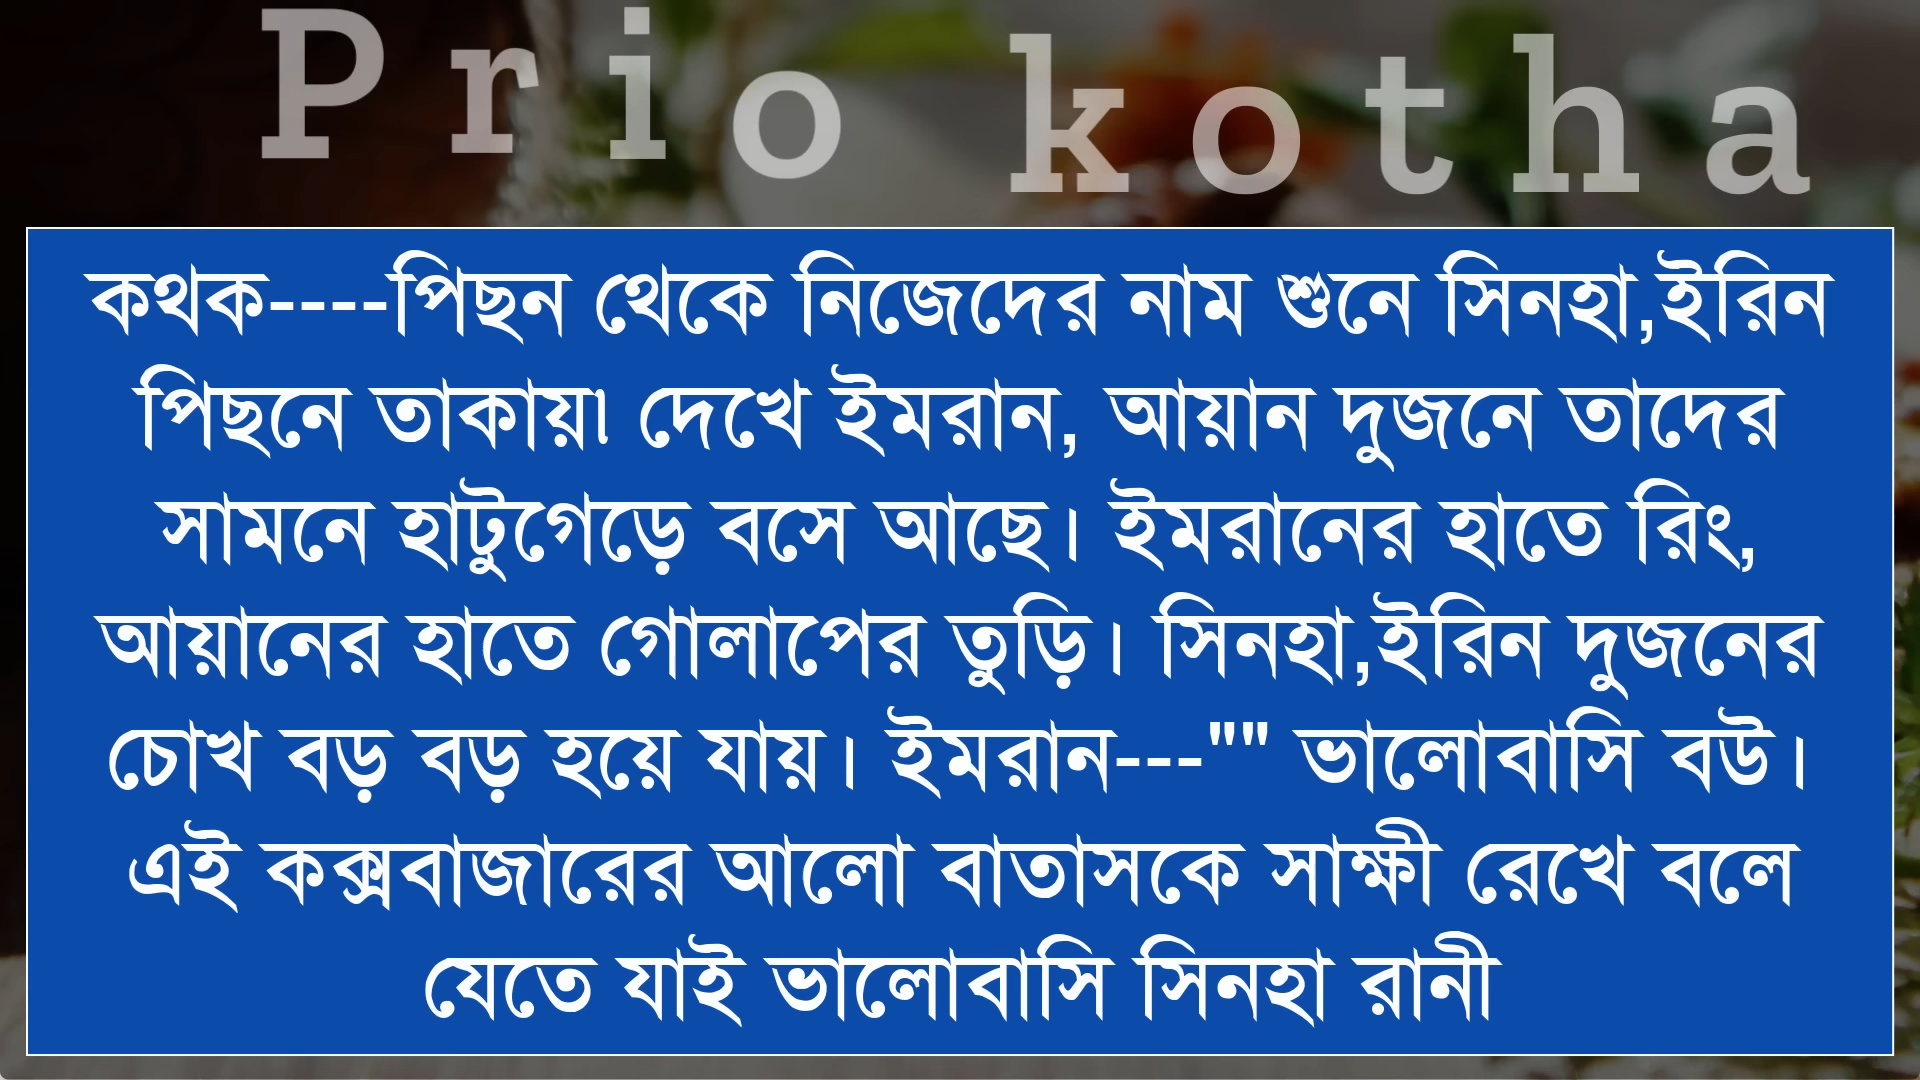 Prio kotha
কথক----পিছন থেকে নিজেদের নাম শুনে সিনহা,ইরিন
পিছনে তাকায়৷ দেখে ইমরান, আয়ান দুজনে তাদের
সামনে হাটুগেড়ে বসে আছে। ইমরানের হাতে রিং,
আয়ানের হাতে গোলাপের তুড়ি। সিনহা,ইরিন দুজনের
চোখ বড় বড় হয়ে যায়। ইমরান---"" ভালোবাসি বউ।
এই কক্সবাজারের আলো বাতাসকে সাক্ষী রেখে বলে
যেতে যাই ভালোবাসি সিনহা রানী